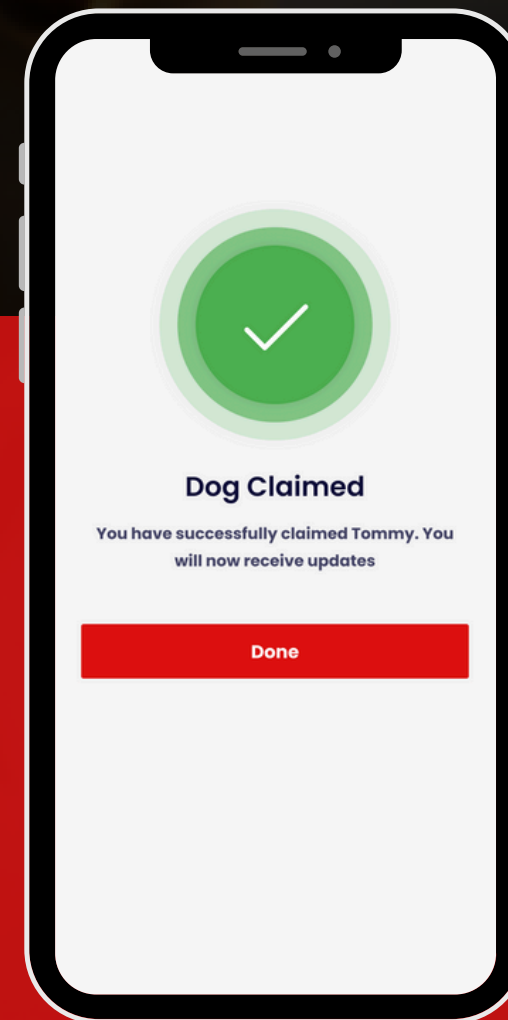 Dog Claimed
You have successfully claimed Tommy. You
will now receive updates
Done